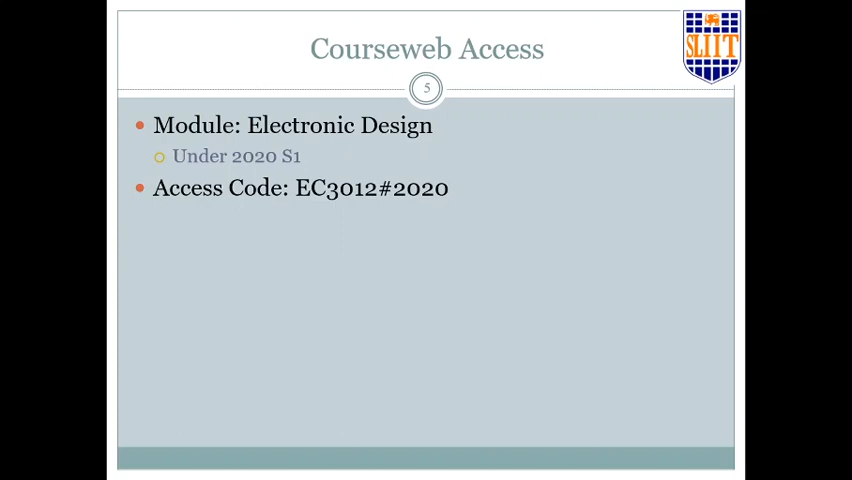 Courseweb Access
SLIIT
5
Module: Electronic Design
Under 2020 S1
Access Code: EC3012#2020